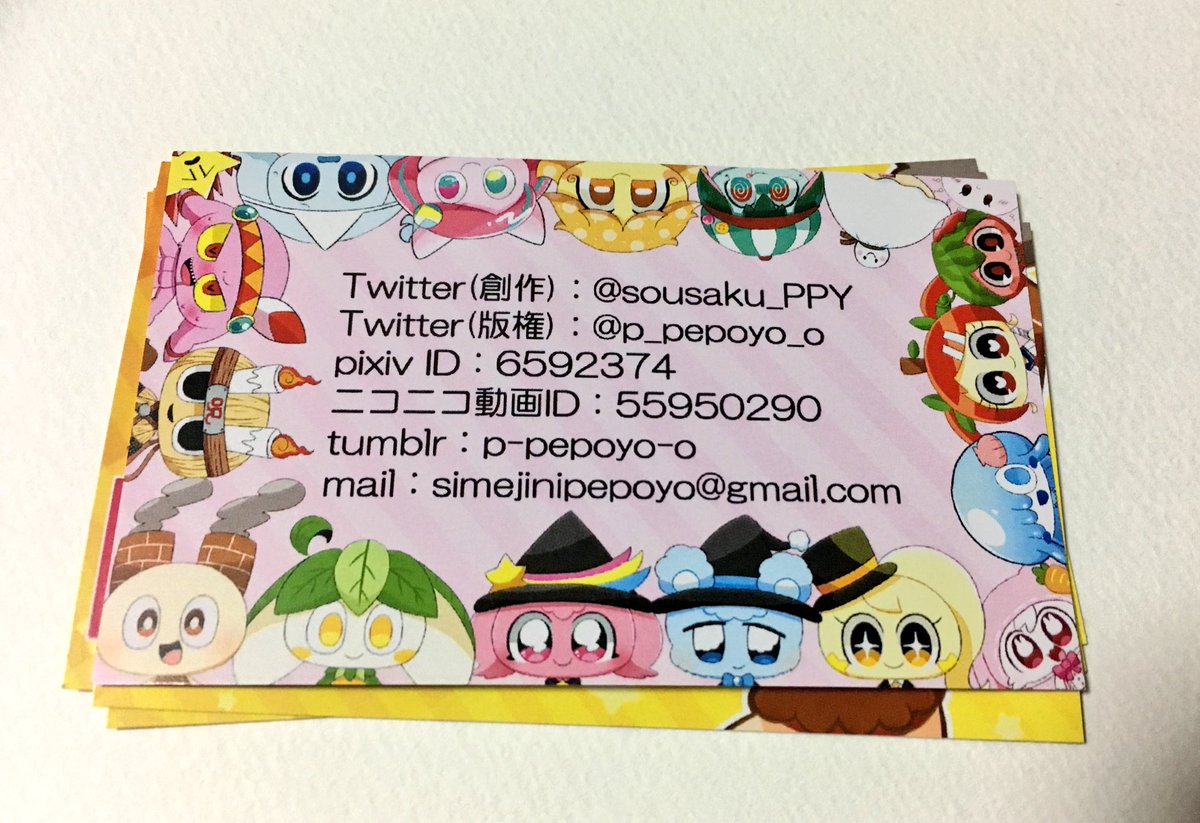 Twitter(創作):@sousaku_PPY
Twitter(版権):@p_pepoyo_o
pixiv ID:6592374
ニコニコ動画ID:55950290
tumblr:p-pepoyo-o
mail:simejinipepoyo@gmail.com